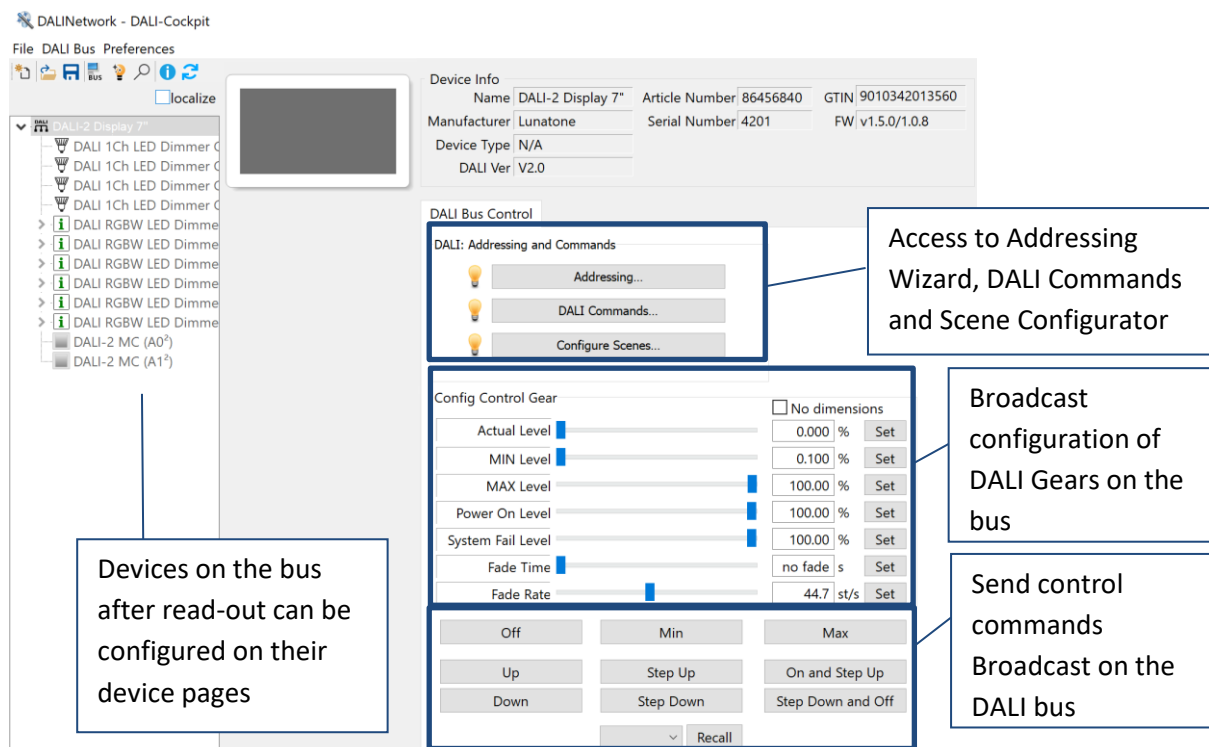 DALINetwork - DALI-Cockpit
File DALI Bus Preferences
BUS
localize
DALI
DALI-2 Display 7"
DALI 1Ch LED Dimmer
DALI 1Ch LED Dimmer
DALI 1Ch LED Dimmer
DALI 1Ch LED Dimmer
DALI RGBW LED Dimme
DALI RGBW LED Dimme
DALI RGBW LED Dimme
DALI RGBW LED Dimme
DALI RGBW LED Dimme
DALI RGBW LED Dimme
DALI-2 MC (A0²)
DALI-2 MC (A1²)
Devices on the bus
after read-out can be
configured on their
device pages
Device Info
Name DALI-2 Display 7" Article Number 86456840 GTIN 9010342013560
Manufacturer Lunatone Serial Number 4201 FW v1.5.0/1.0.8
Device Type N/A
DALI Ver V2.0
DALI Bus Control
DALI: Addressing and Commands
Addressing...
DALI Commands...
Configure Scenes...
Access to Addressing
Wizard, DALI Commands
and Scene Configurator
Config Control Gear
No dimensions
Actual Level 0.000 % Set
MIN Level 0.100 % Set
MAX Level 100.00 % Set
Power On Level 100.00 % Set
System Fail Level 100.00 % Set
Fade Time no fade s Set
Fade Rate 44.7 st/s Set
Broadcast
configuration of
DALI Gears on the
bus
Off Min Max
Up Step Up On and Step Up
Down Step Down Step Down and Off
Recall
Send control
commands
Broadcast on the
DALI bus